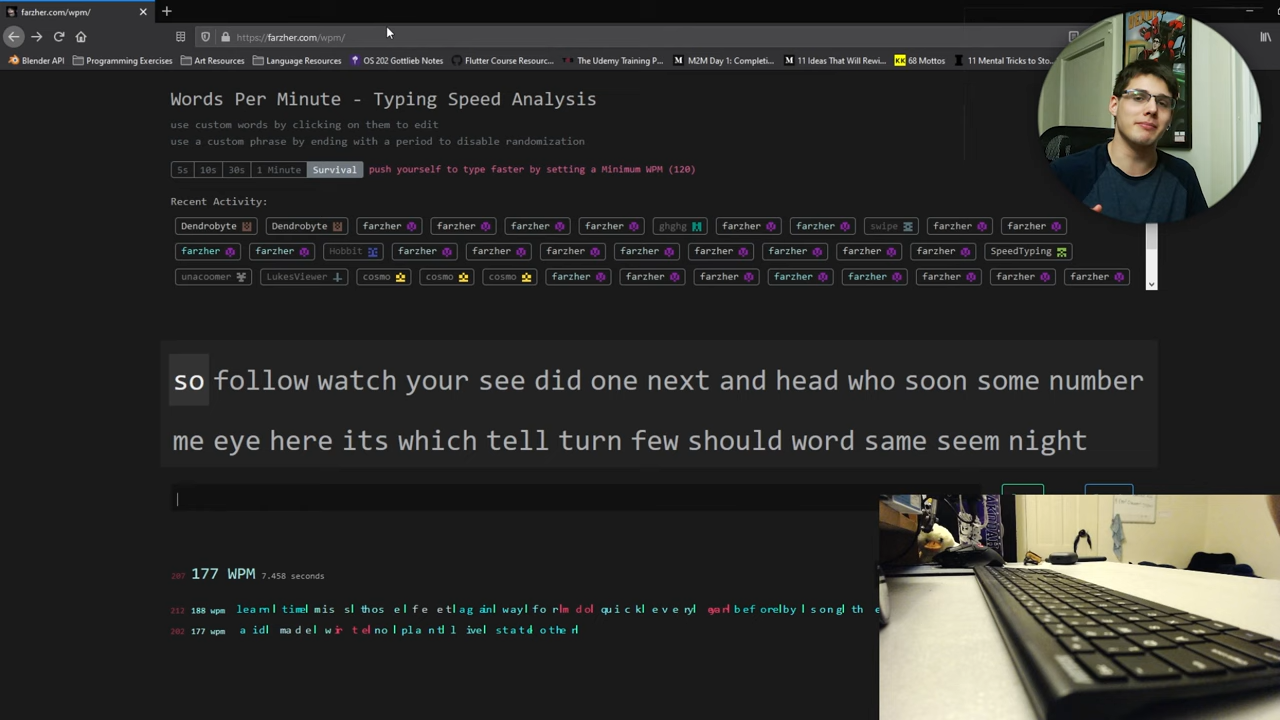 farzher.com/wpm/
https://farzher.com/wpm/
Blender API Programming Exercises Art Resources Language Resources OS 202 Gottlieb Notes Flutter Course Resourc... The Udemy Training P... M2M Day 1: Completi... 11 Ideas That Will Rewi... KK 68 Mottos 11 Mental Tricks to Sto...
Words Per Minute - Typing Speed Analysis
use custom words by clicking on them to edit
use a custom phrase by ending with a period to disable randomization
5s 10s 30s 1 Minute Survival push yourself to type faster by setting a Minimum WPM (120)
Recent Activity:
Dendrobyte Dendrobyte farzher farzher farzher farzher ghghg farzher farzher swipe farzher farzher
farzher farzher Hobbit farzher farzher farzher farzher farzher farzher farzher farzher SpeedTyping
unacoomer LukesViewer cosmo cosmo cosmo farzher farzher farzher farzher farzher farzher farzher farzher
so follow watch your see did one next and head who soon some number
me eye here its which tell turn few should word same seem night
207 177 WPM 7.458 seconds
212 188 wpm
202 177 wpm